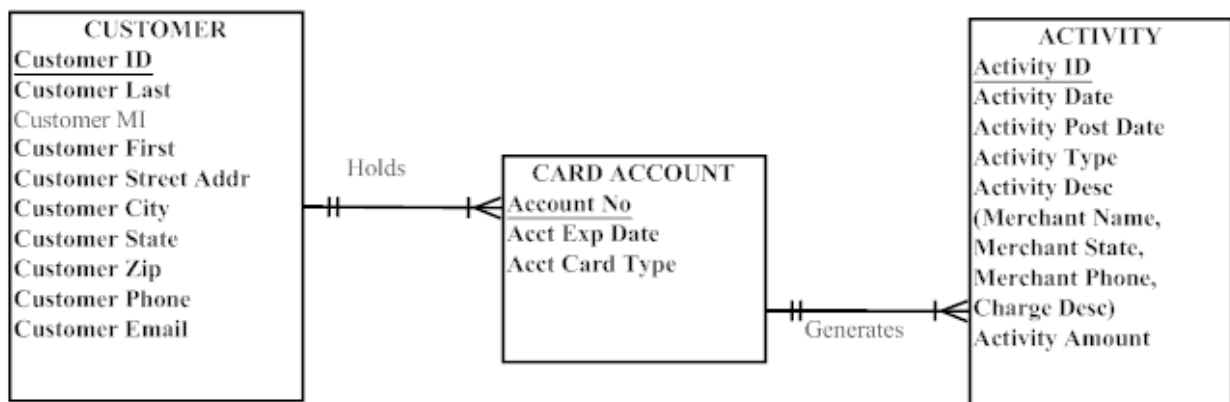 CUSTOMER
Customer ID
Customer Last
Customer MI
Customer First
Customer Street Addr
Customer City
Customer State
Customer Zip
Customer Phone
Customer Email
Holds
CARD ACCOUNT
Account No
Acct Exp Date
Acct Card Type
Generates
ACTIVITY
Activity ID
Activity Date
Activity Post Date
Activity Type
Activity Desc
(Merchant Name,
Merchant State,
Merchant Phone,
Charge Desc)
Activity Amount